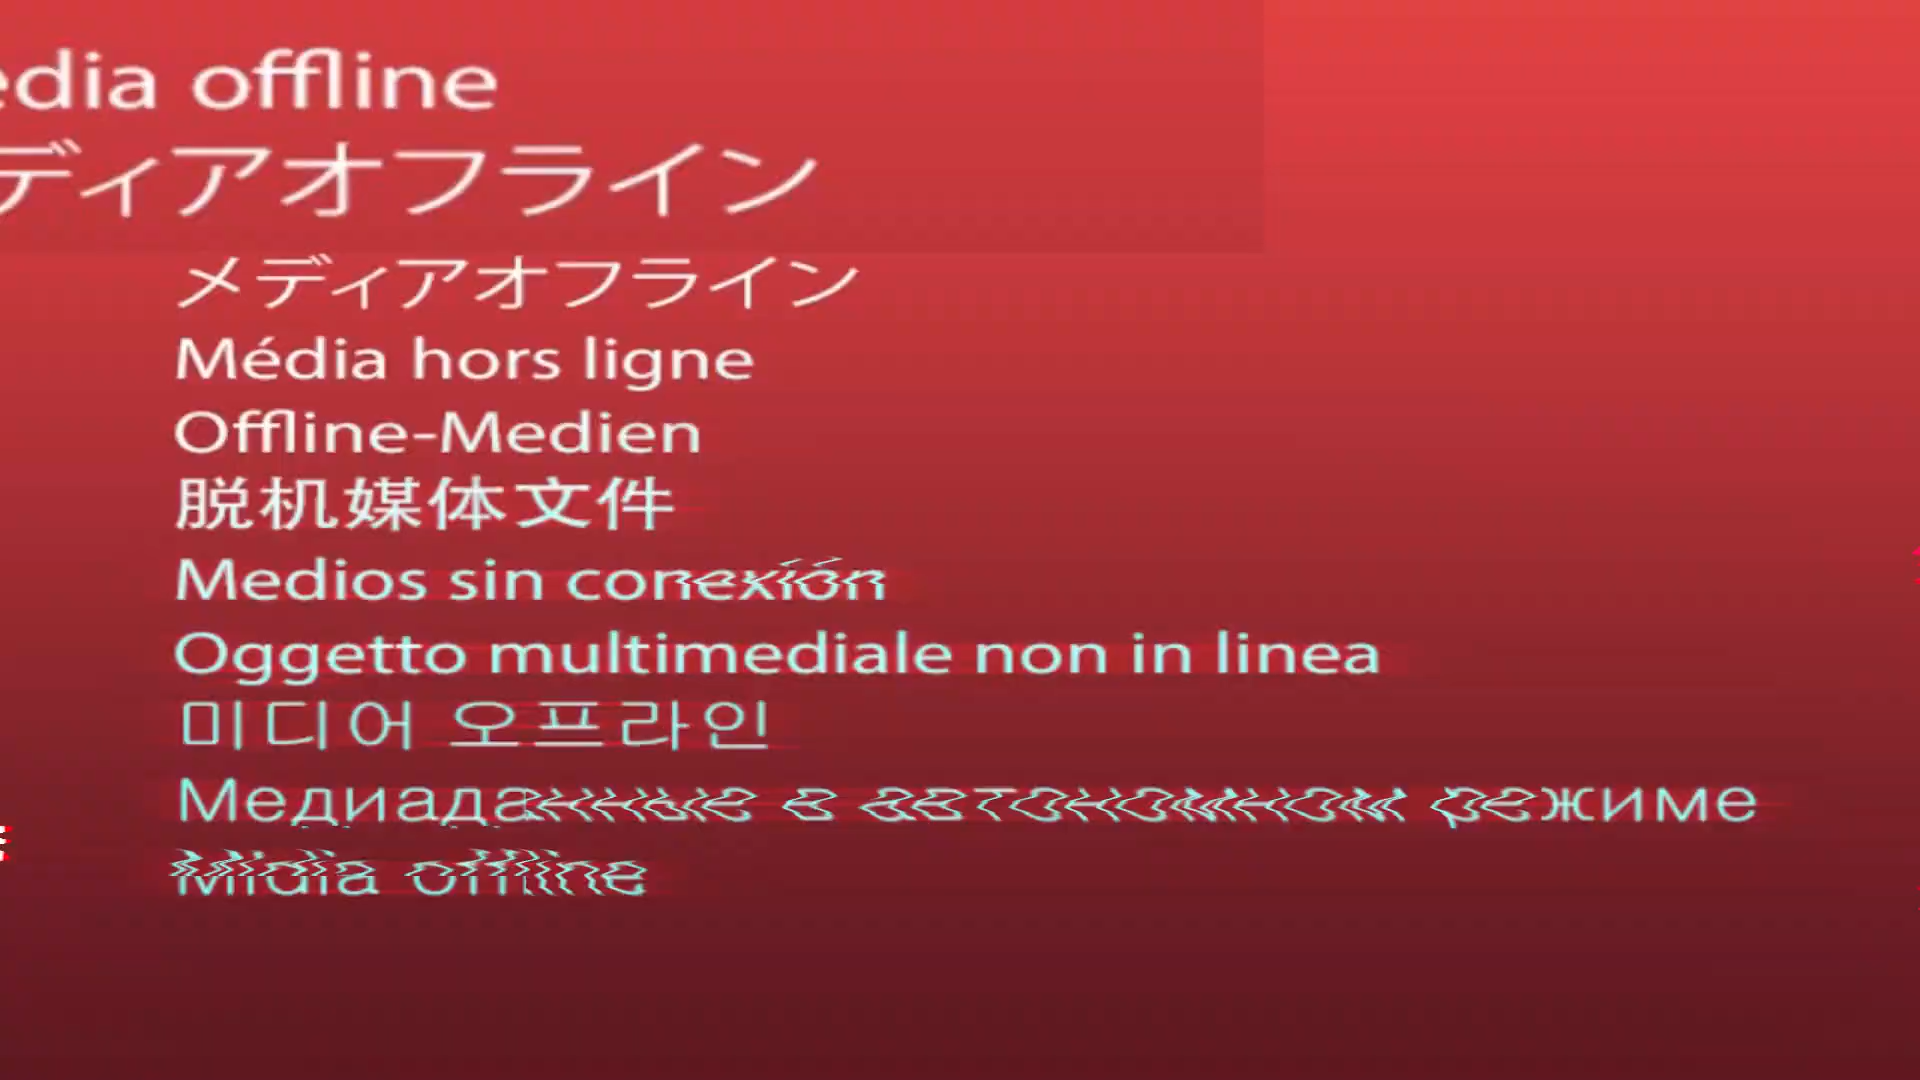 edia offline
ディアオフライン
メディアオフライン
Média hors ligne
Offline-Medien
脱机媒体文件
Medios sin conexión
Oggetto multimediale non in linea
미디어 오프라인
Медиаданные в автономном режиме
Mídia offline